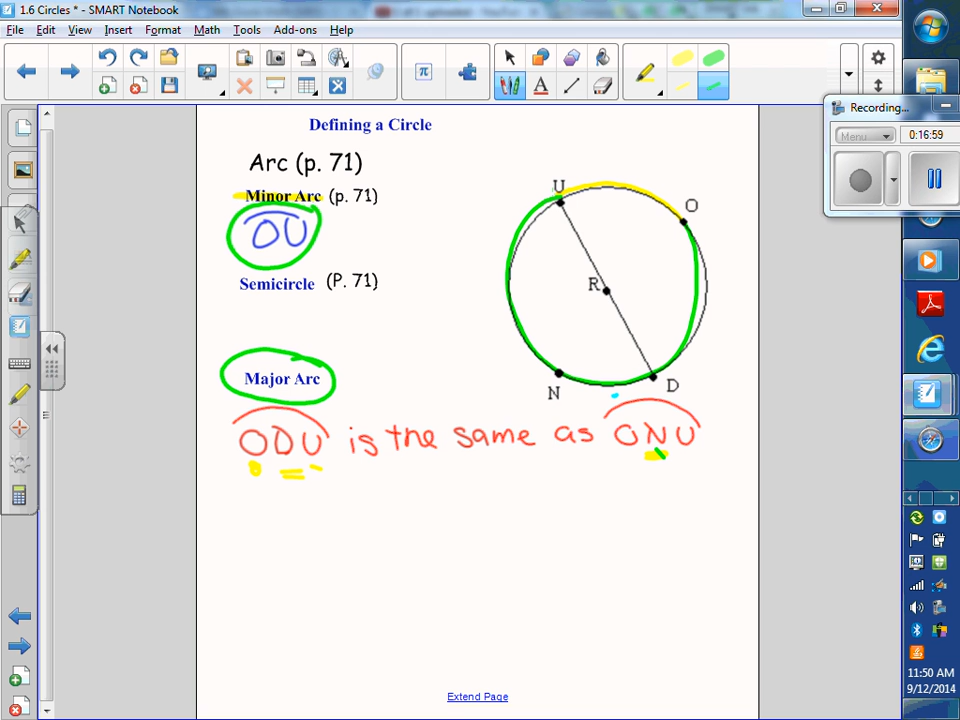 1.6 Circles * - SMART Notebook
File Edit View Insert Format Math Tools Add-ons Help
Recording...
Menu 0:16:59
Defining a Circle
Arc (p. 71)
Minor Arc (p. 71)
OU
Semicircle (P. 71)
Major Arc
ODU is the same as ONU
U
O
R
N
D
Extend Page
11:50 AM
9/12/2014